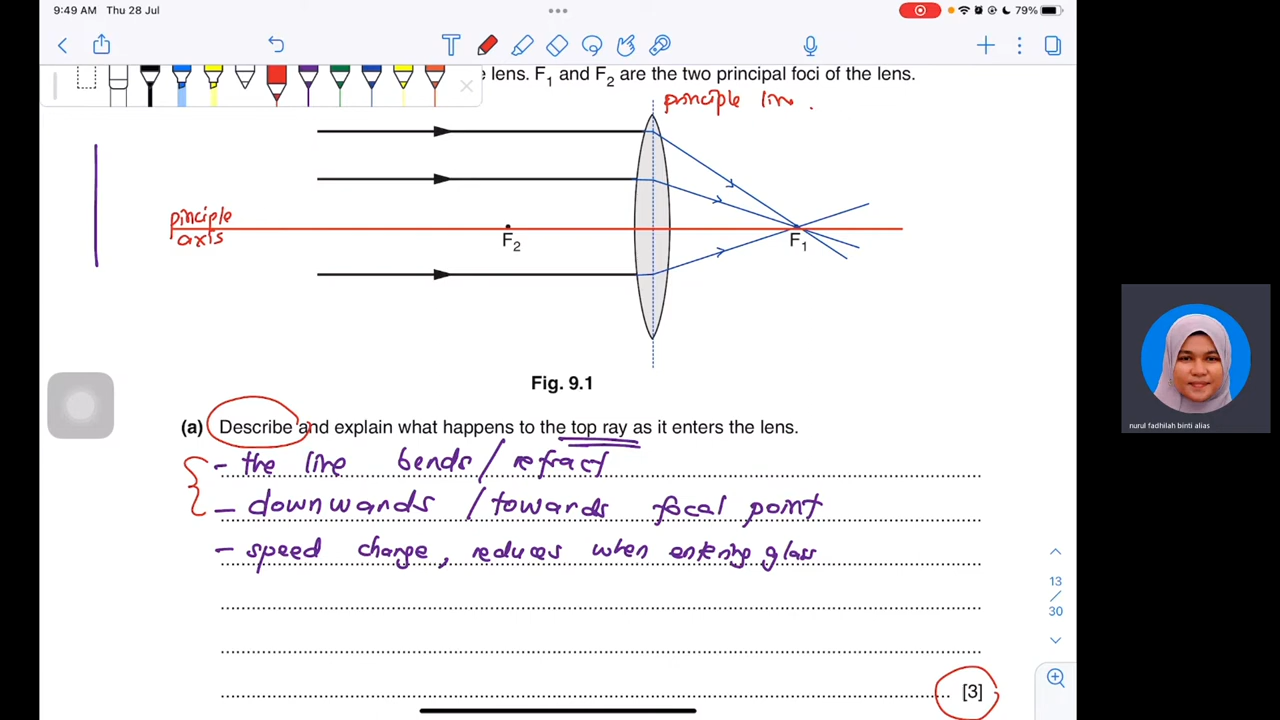 9:49 AM Thu 28 Jul
79%
e lens. F1 and F2 are the two principal foci of the lens.
principle line.
pinciple
axis
F2
F1
Fig. 9.1
(a) Describe and explain what happens to the top ray as it enters the lens.
- the line bends / refract
- downwards / towards focal point
- speed change, reduces when entering glass
[3]
13
/
30
nurul fadhilah binti alias